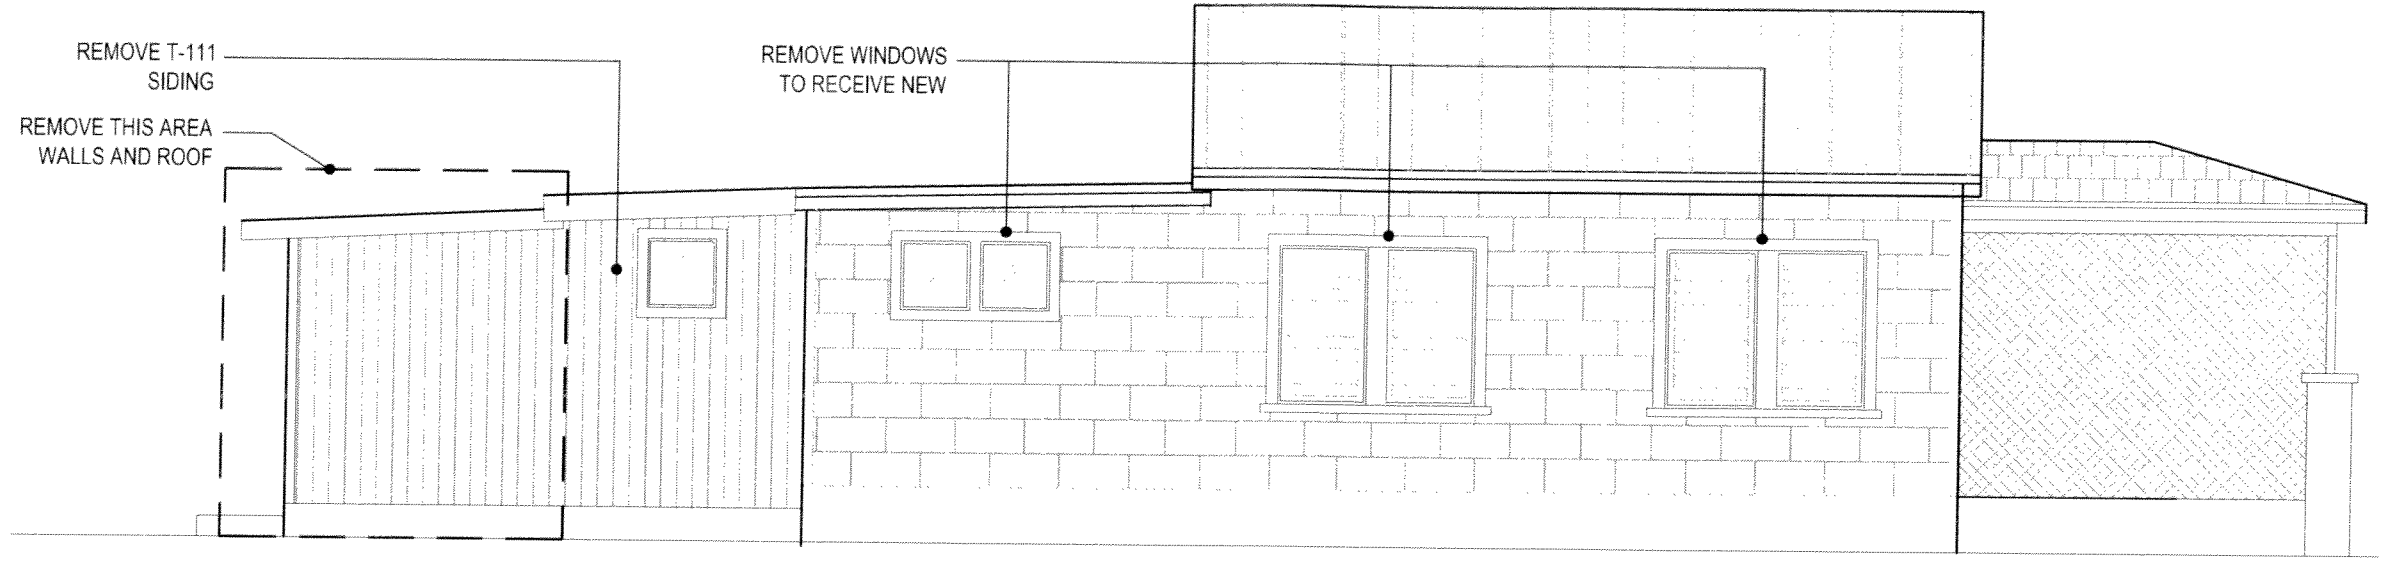 REMOVE T-111
SIDING
REMOVE THIS AREA
WALLS AND ROOF
REMOVE WINDOWS
TO RECEIVE NEW